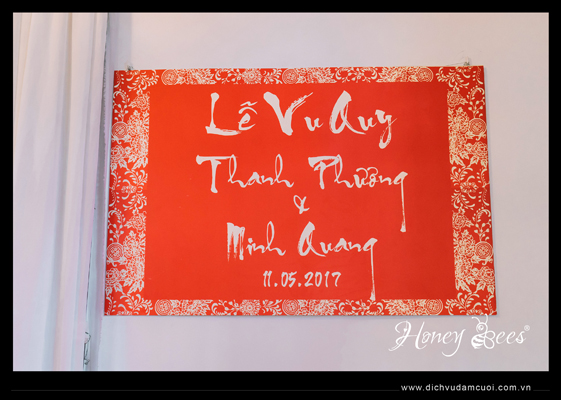 Lễ Vu Quy
Thanh Phương
&
Minh Quang
11.05.2017
Honey Bees®
www.dichvudamcuoi.com.vn